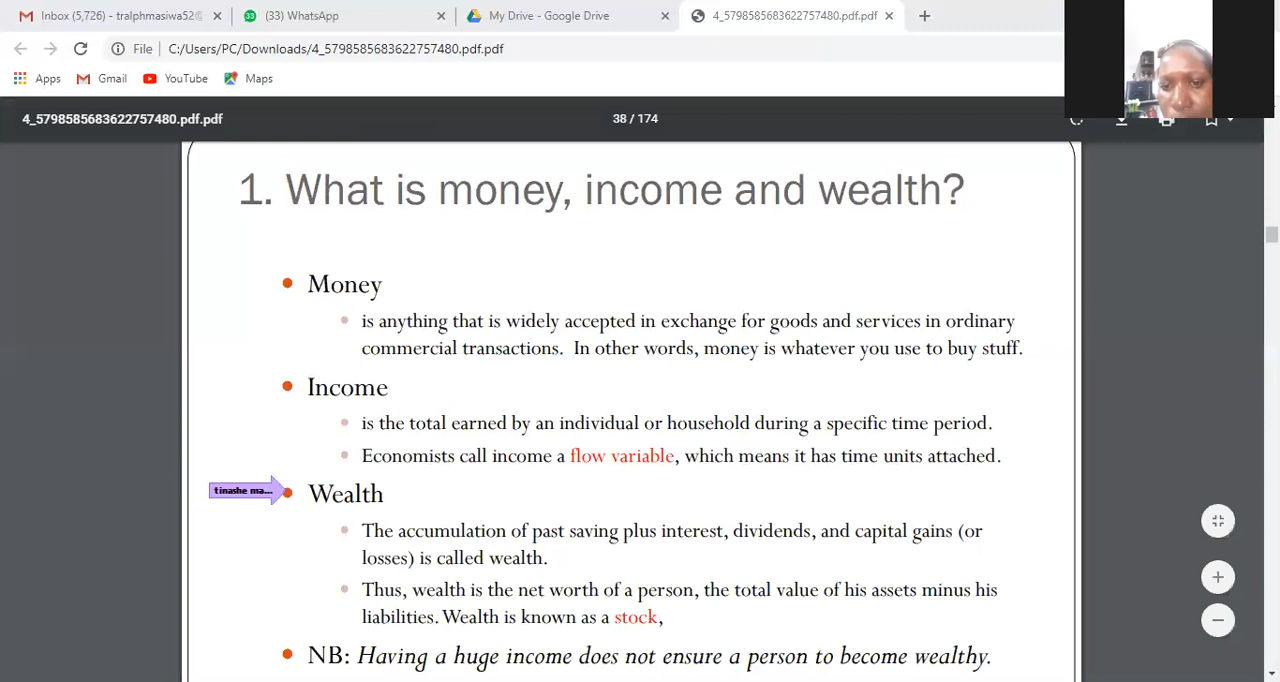 Inbox (5,726) - tralphmasiwa52@
(33) WhatsApp
My Drive - Google Drive
4_5798585683622757480.pdf.pdf
File
C:/Users/PC/Downloads/4_5798585683622757480.pdf.pdf
Apps
Gmail
YouTube
Maps
4_5798585683622757480.pdf.pdf
38 / 174
1. What is money, income and wealth?
Money
is anything that is widely accepted in exchange for goods and services in ordinary
commercial transactions. In other words, money is whatever you use to buy stuff.
Income
is the total earned by an individual or household during a specific time period.
Economists call income a flow variable, which means it has time units attached.
tinashe ma...
Wealth
The accumulation of past saving plus interest, dividends, and capital gains (or
losses) is called wealth.
Thus, wealth is the net worth of a person, the total value of his assets minus his
liabilities. Wealth is known as a stock,
NB: Having a huge income does not ensure a person to become wealthy.